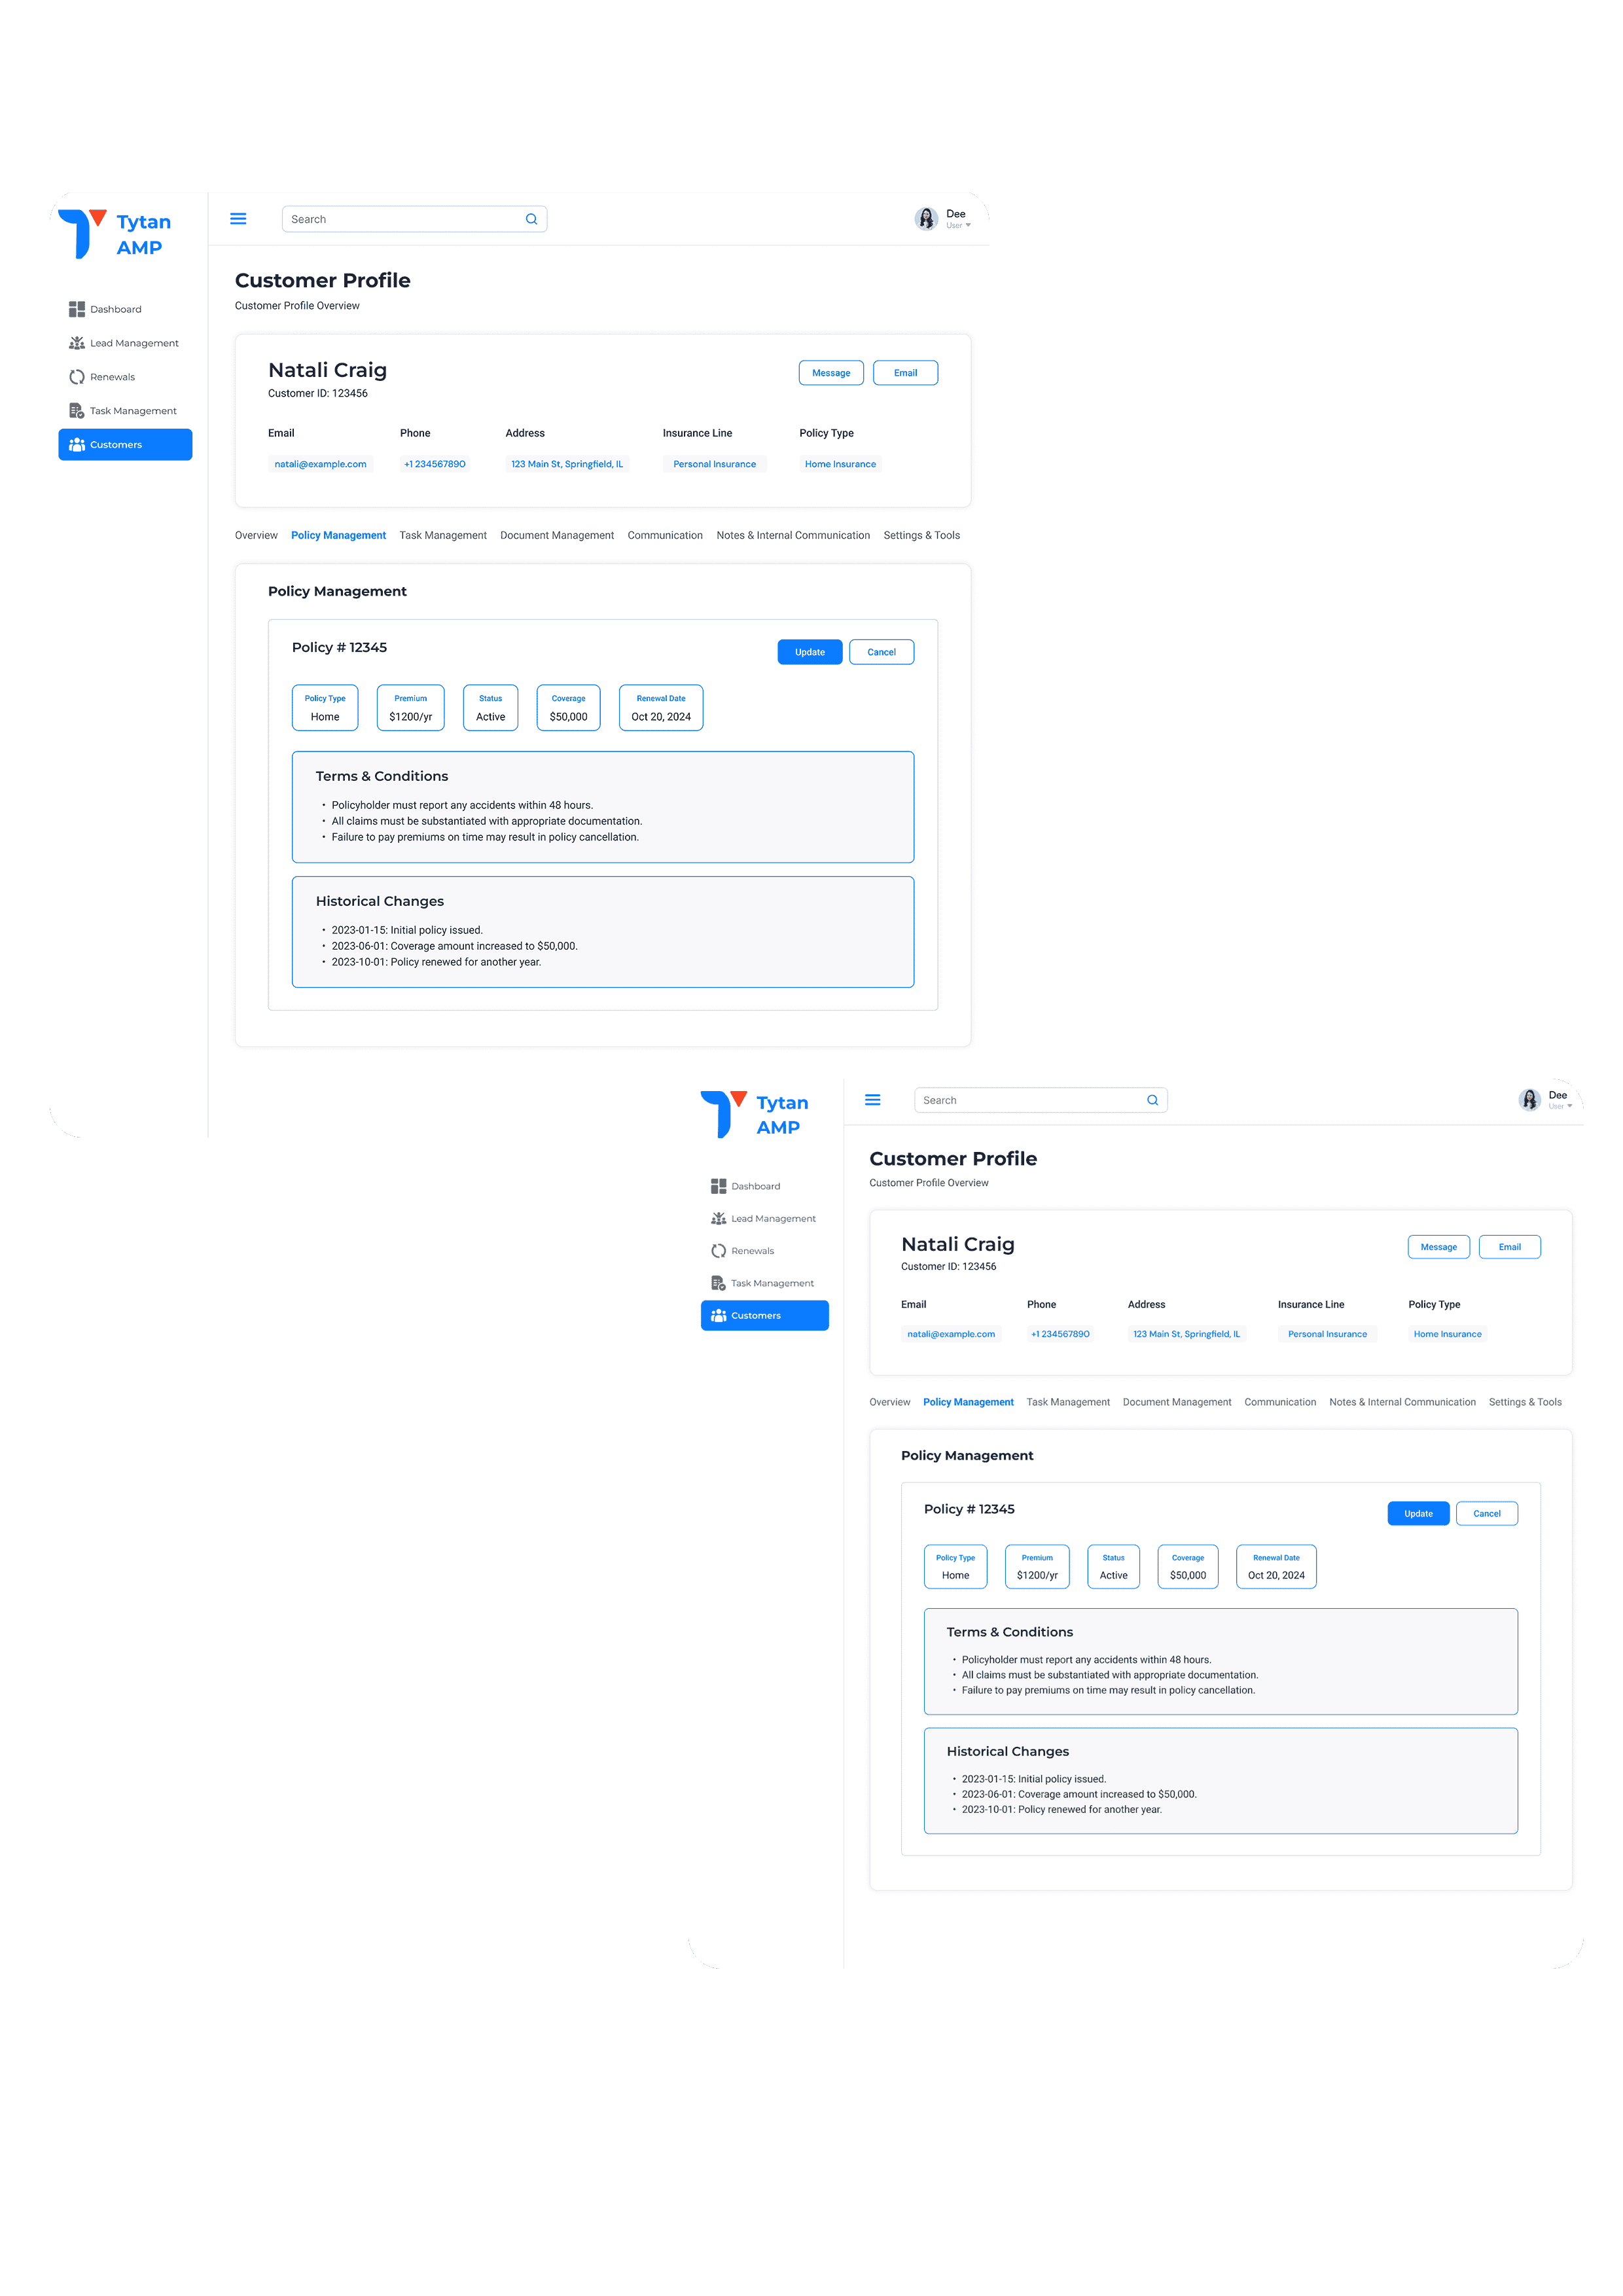 Tytan
AMP
Search
Dee
User
Dashboard
Lead Management
Renewals
Task Management
Customers
Customer Profile
Customer Profile Overview
Natali Craig
Customer ID: 123456
Message Email
Email Phone Address Insurance Line Policy Type
natali@example.com +1 234567890 123 Main St, Springfield, IL Personal Insurance Home Insurance
Overview Policy Management Task Management Document Management Communication Notes & Internal Communication Settings & Tools
Policy Management
Policy # 12345
Update Cancel
Policy Type Premium Status Coverage Renewal Date
Home $1200/yr Active $50,000 Oct 20, 2024
Terms & Conditions
• Policyholder must report any accidents within 48 hours.
• All claims must be substantiated with appropriate documentation.
• Failure to pay premiums on time may result in policy cancellation.
Historical Changes
• 2023-01-15: Initial policy issued.
• 2023-06-01: Coverage amount increased to $50,000.
• 2023-10-01: Policy renewed for another year.
Tytan
AMP
Search
Dee
User
Dashboard
Lead Management
Renewals
Task Management
Customers
Customer Profile
Customer Profile Overview
Natali Craig
Customer ID: 123456
Message Email
Email Phone Address Insurance Line Policy Type
natali@example.com +1 234567890 123 Main St, Springfield, IL Personal Insurance Home Insurance
Overview Policy Management Task Management Document Management Communication Notes & Internal Communication Settings & Tools
Policy Management
Policy # 12345
Update Cancel
Policy Type Premium Status Coverage Renewal Date
Home $1200/yr Active $50,000 Oct 20, 2024
Terms & Conditions
• Policyholder must report any accidents within 48 hours.
• All claims must be substantiated with appropriate documentation.
• Failure to pay premiums on time may result in policy cancellation.
Historical Changes
• 2023-01-15: Initial policy issued.
• 2023-06-01: Coverage amount increased to $50,000.
• 2023-10-01: Policy renewed for another year.